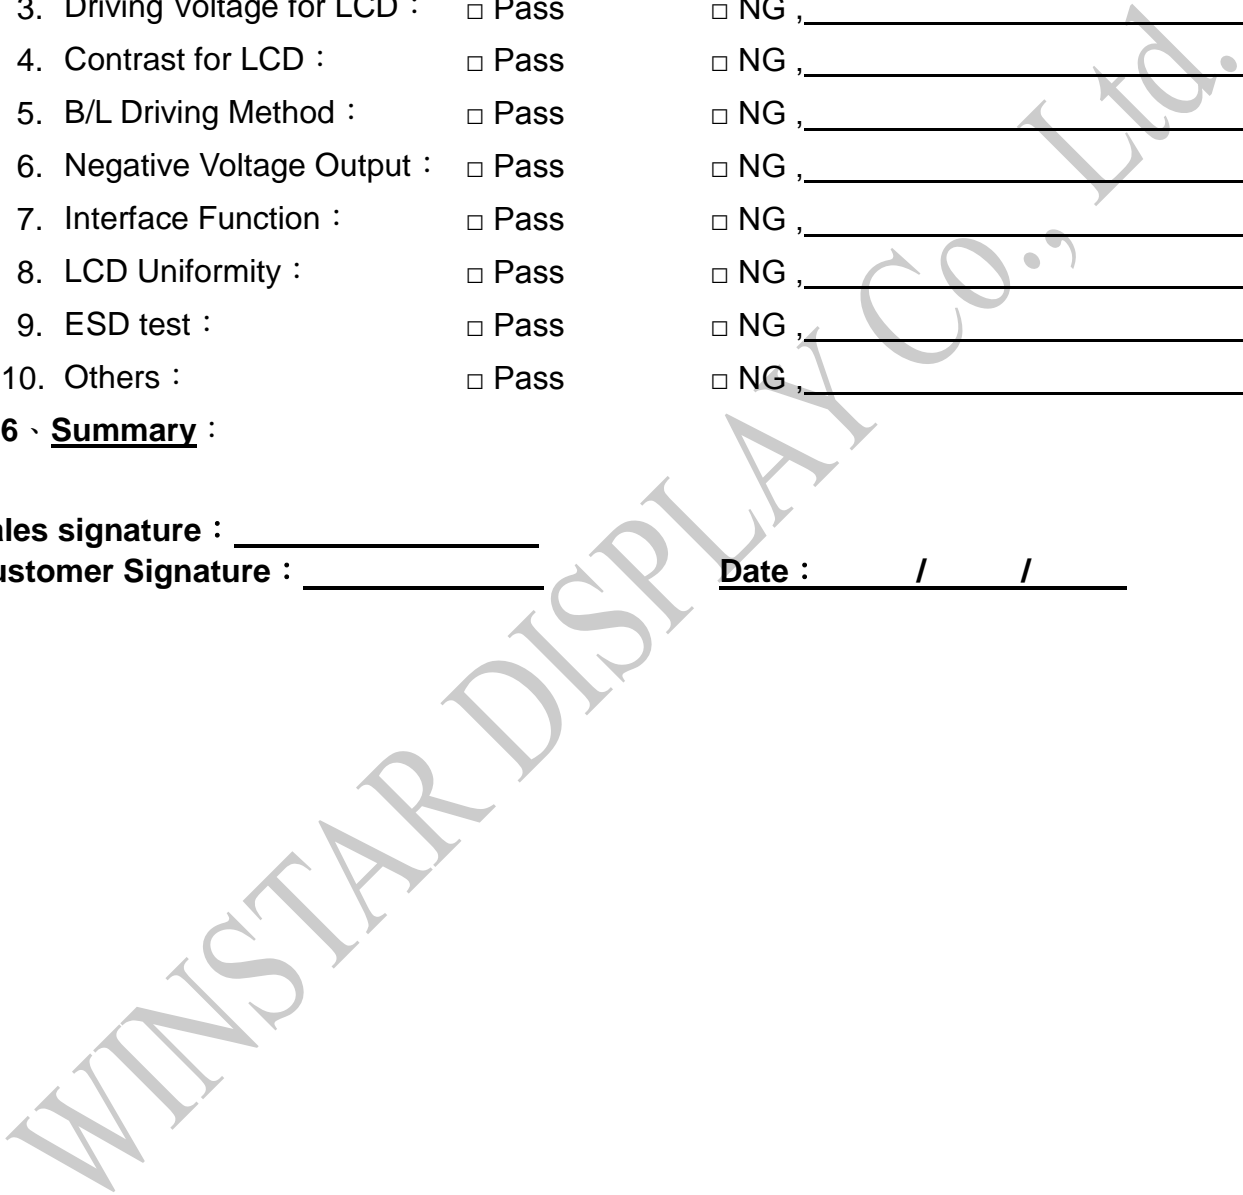 3. Driving Voltage for LCD： □ Pass □ NG ,
4. Contrast for LCD： □ Pass □ NG ,
5. B/L Driving Method： □ Pass □ NG ,
6. Negative Voltage Output： □ Pass □ NG ,
7. Interface Function： □ Pass □ NG ,
8. LCD Uniformity： □ Pass □ NG ,
9. ESD test： □ Pass □ NG ,
10. Others： □ Pass □ NG ,
6、Summary：
ales signature：
ustomer Signature： Date： / /
WINSTAR DISPLAY Co., Ltd.